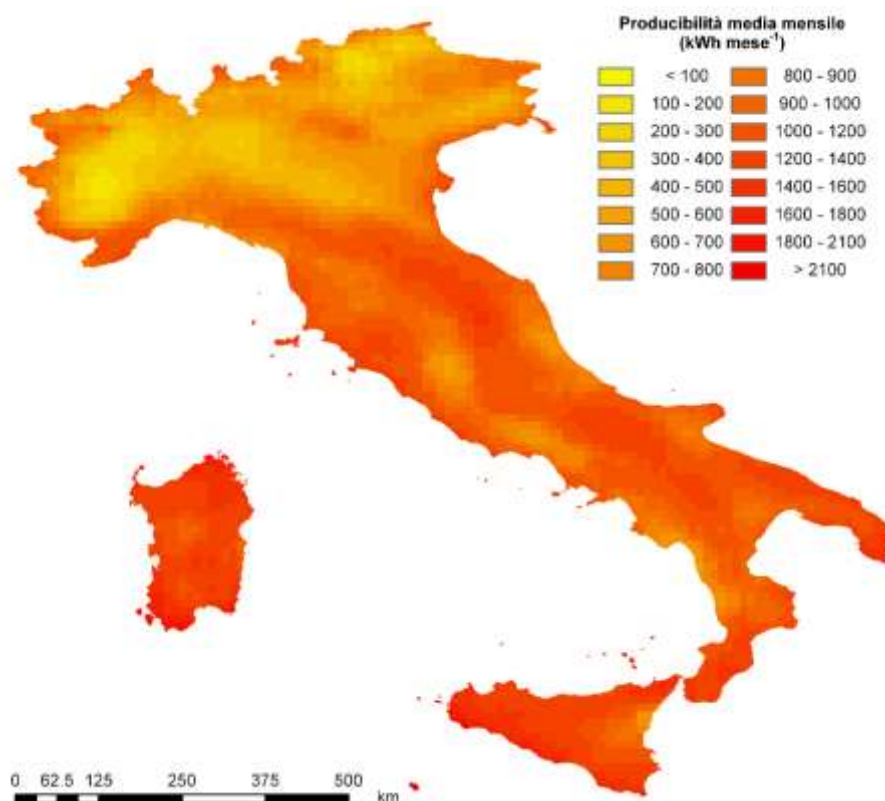 Producibilità media mensile
(kWh mese⁻¹)
< 100
100 - 200
200 - 300
300 - 400
400 - 500
500 - 600
600 - 700
700 - 800
800 - 900
900 - 1000
1000 - 1200
1200 - 1400
1400 - 1600
1600 - 1800
1800 - 2100
> 2100
0 62.5 125 250 375 500
km